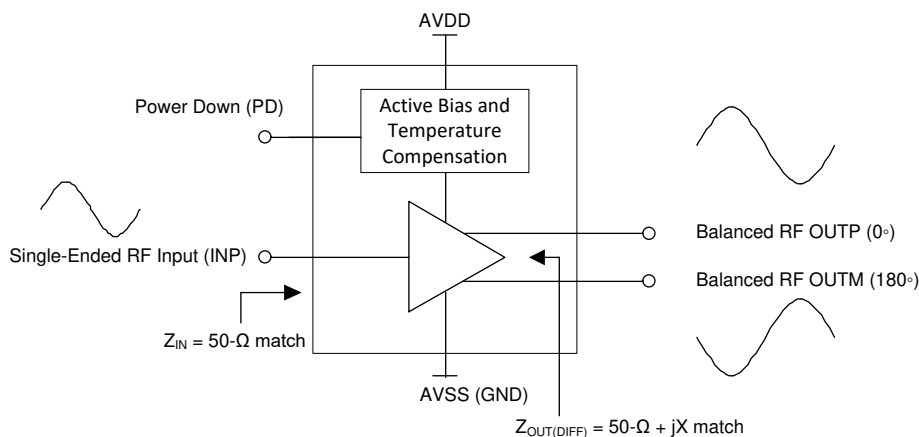 AVDD
Power Down (PD)
Active Bias and
Temperature
Compensation
Single-Ended RF Input (INP)
Balanced RF OUTP (0◦)
Balanced RF OUTM (180◦)
ZIN = 50-Ω match
AVSS (GND)
ZOUT(DIFF) = 50-Ω + jX match